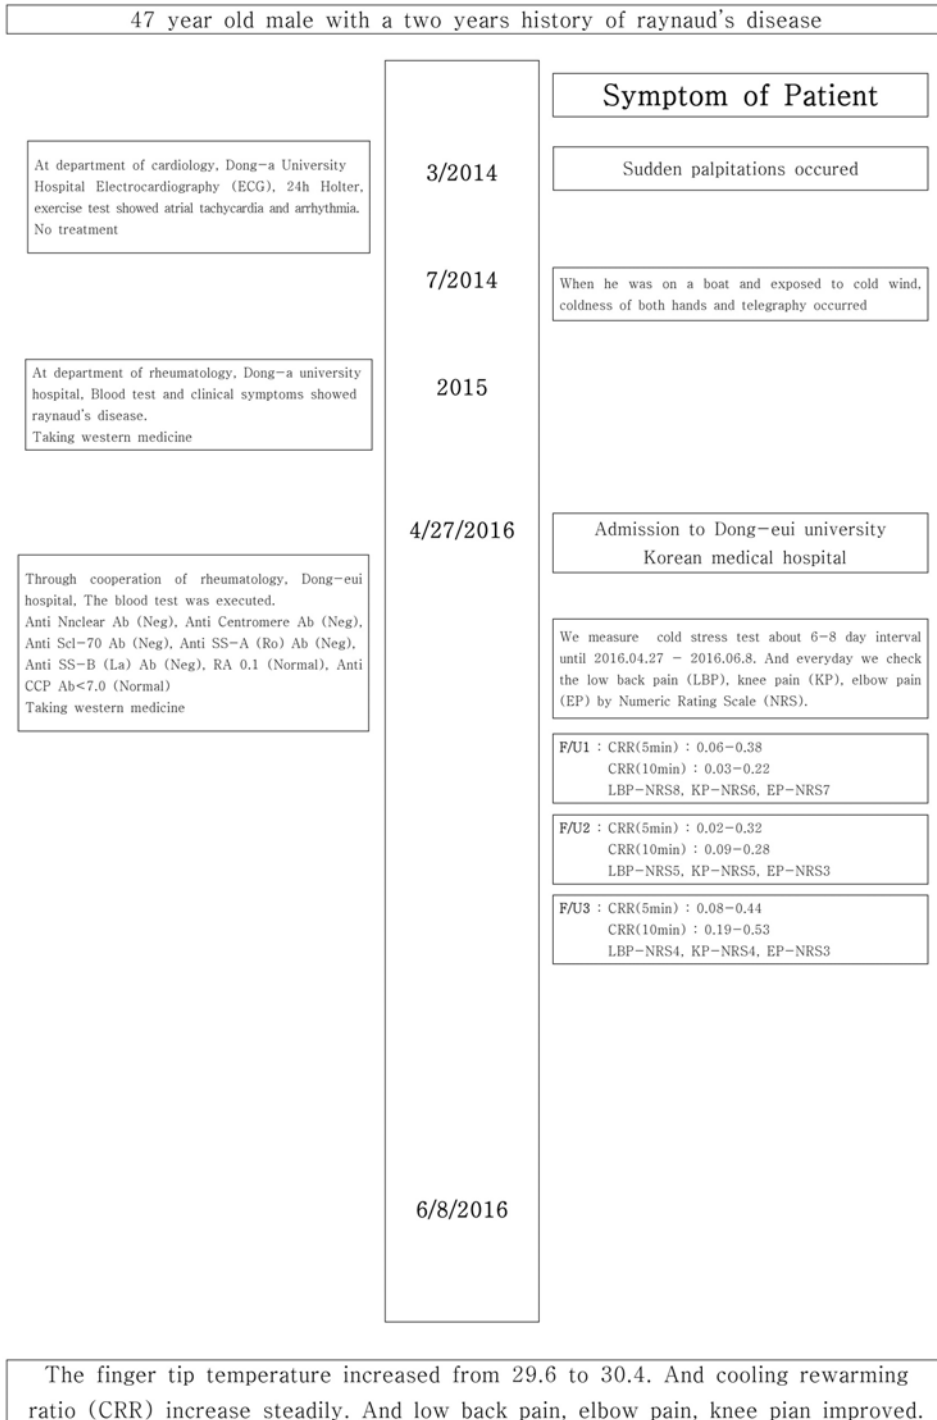 47 year old male with a two years history of raynaud's disease
Symptom of Patient
At department of cardiology, Dong-a University
Hospital Electrocardiography (ECG), 24h Holter,
exercise test showed atrial tachycardia and arrhythmia.
No treatment
3/2014
Sudden palpitations occured
7/2014
When he was on a boat and exposed to cold wind,
coldness of both hands and telegraphy occurred
At department of rheumatology, Dong-a university
hospital, Blood test and clinical symptoms showed
raynaud's disease.
Taking western medicine
2015
4/27/2016
Admission to Dong-eui university
Korean medical hospital
Through cooperation of rheumatology, Dong-eui
hospital, The blood test was executed.
Anti Nnclear Ab (Neg), Anti Centromere Ab (Neg),
Anti Scl-70 Ab (Neg), Anti SS-A (Ro) Ab (Neg),
Anti SS-B (La) Ab (Neg), RA 0.1 (Normal), Anti
CCP Ab<7.0 (Normal)
Taking western medicine
We measure cold stress test about 6-8 day interval
until 2016.04.27 - 2016.06.8. And everyday we check
the low back pain (LBP), knee pain (KP), elbow pain
(EP) by Numeric Rating Scale (NRS).
F/U1 : CRR(5min) : 0.06-0.38
CRR(10min) : 0.03-0.22
LBP-NRS8, KP-NRS6, EP-NRS7
F/U2 : CRR(5min) : 0.02-0.32
CRR(10min) : 0.09-0.28
LBP-NRS5, KP-NRS5, EP-NRS3
F/U3 : CRR(5min) : 0.08-0.44
CRR(10min) : 0.19-0.53
LBP-NRS4, KP-NRS4, EP-NRS3
6/8/2016
The finger tip temperature increased from 29.6 to 30.4. And cooling rewarming
ratio (CRR) increase steadily. And low back pain, elbow pain, knee pian improved.